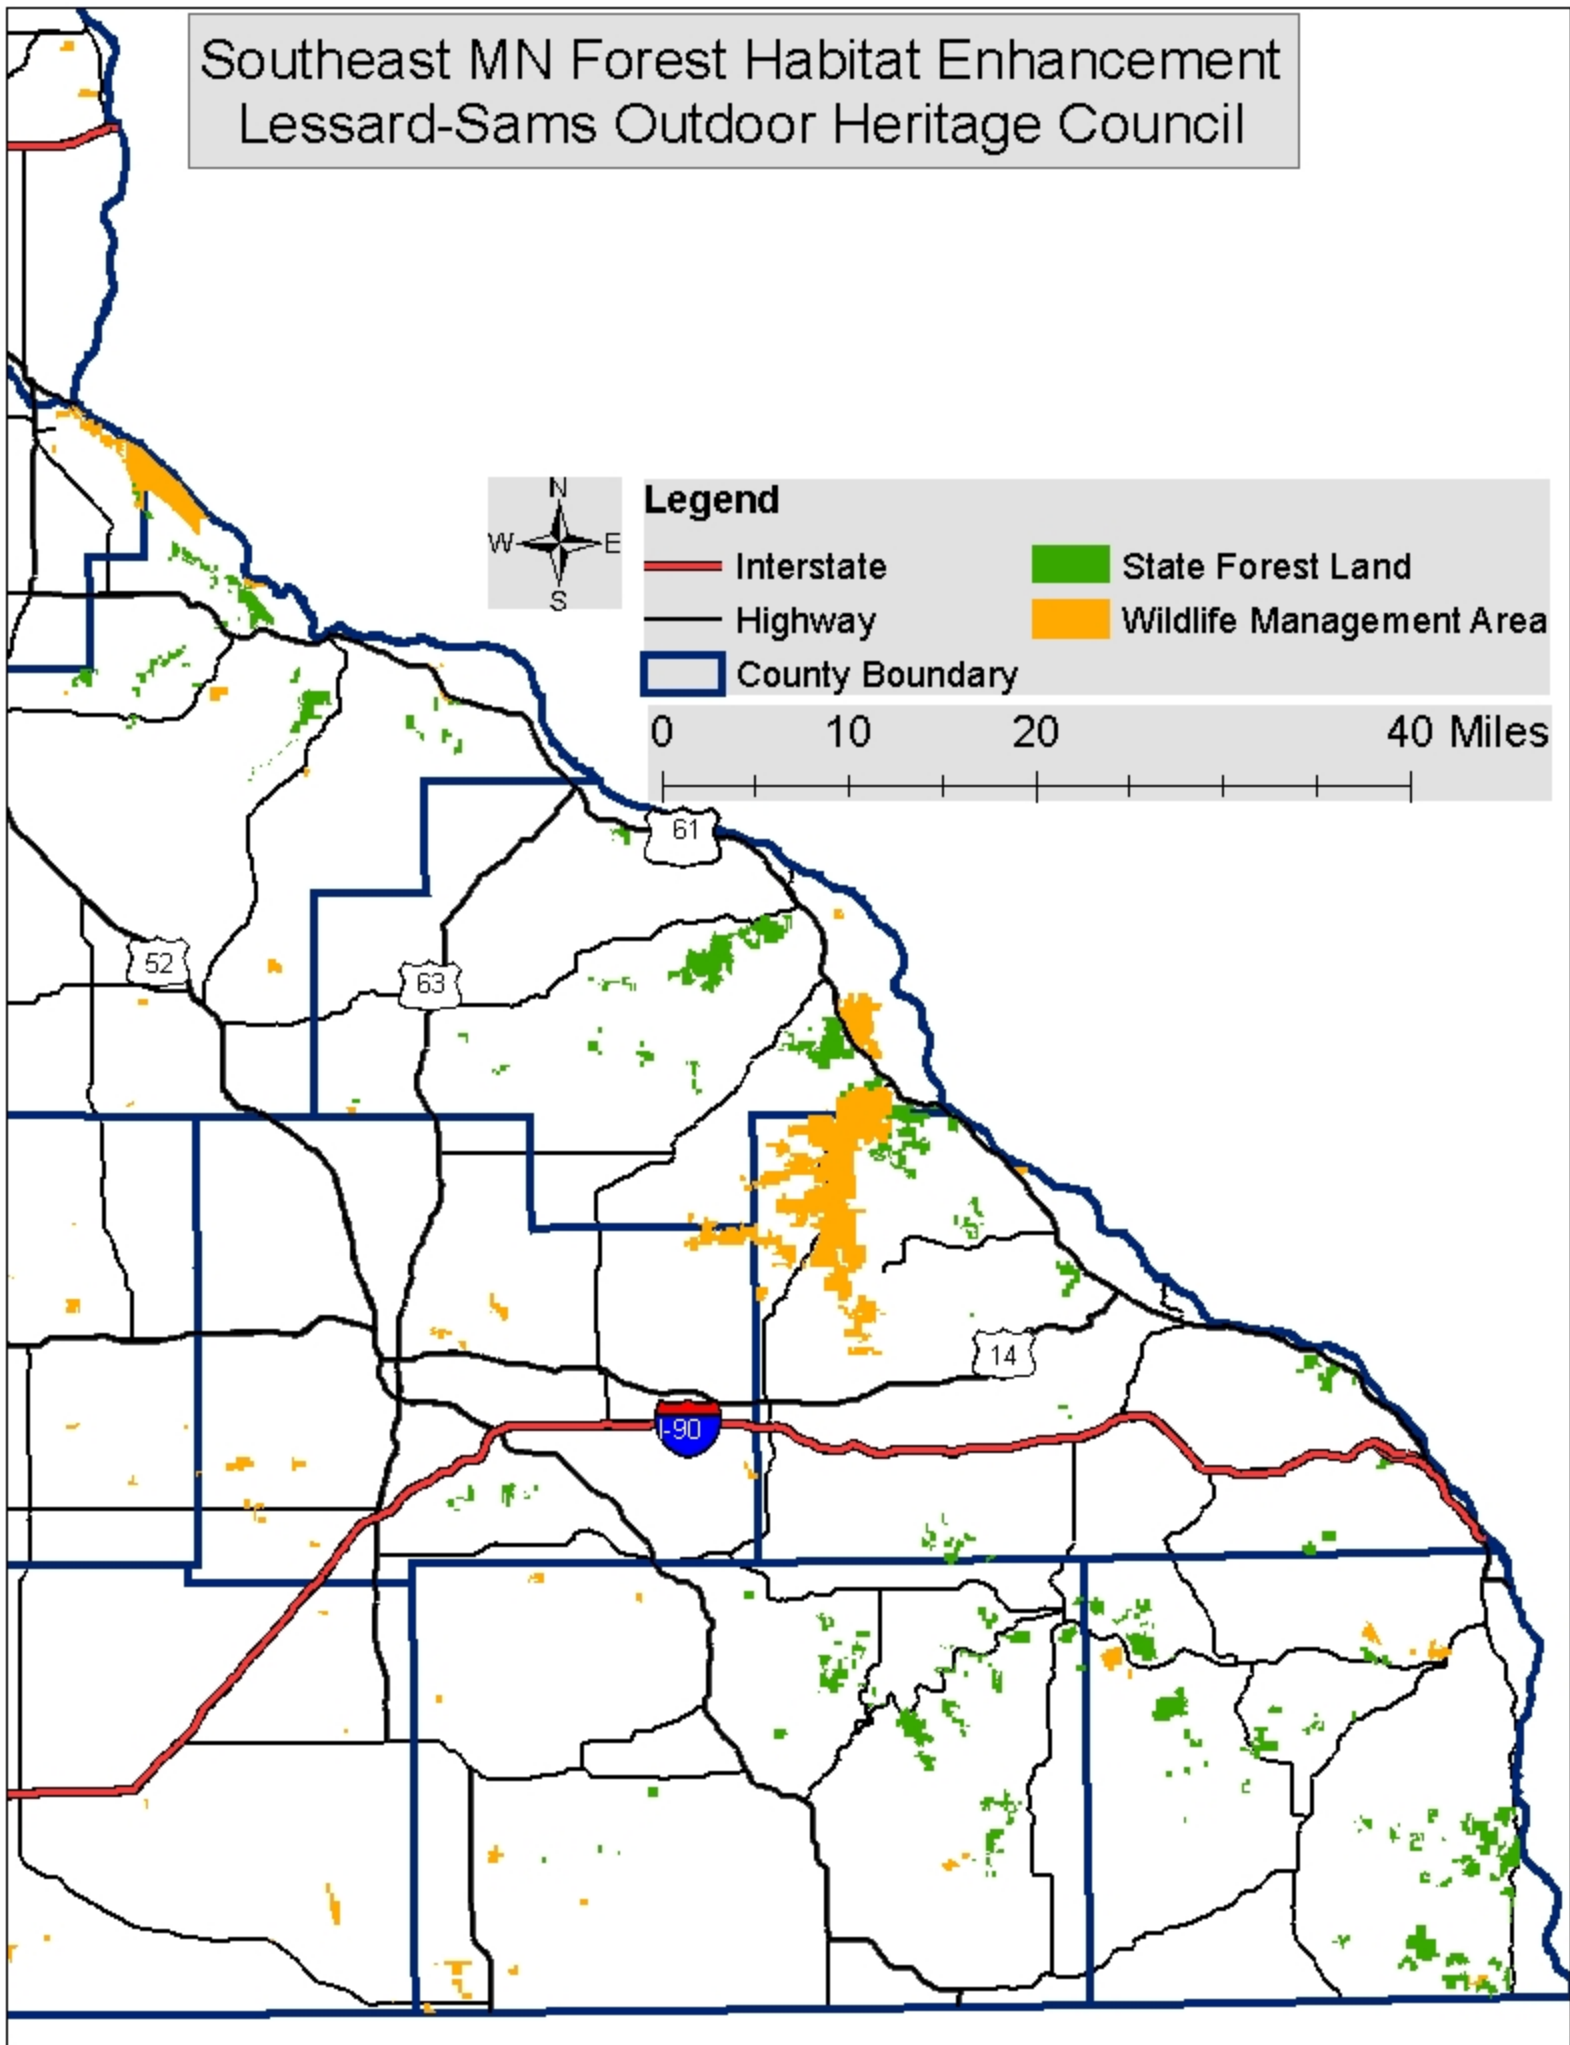 Southeast MN Forest Habitat Enhancement
Lessard-Sams Outdoor Heritage Council
N
W E
S
Legend
Interstate
Highway
County Boundary
State Forest Land
Wildlife Management Area
0 10 20 40 Miles
61
52
63
14
I-90